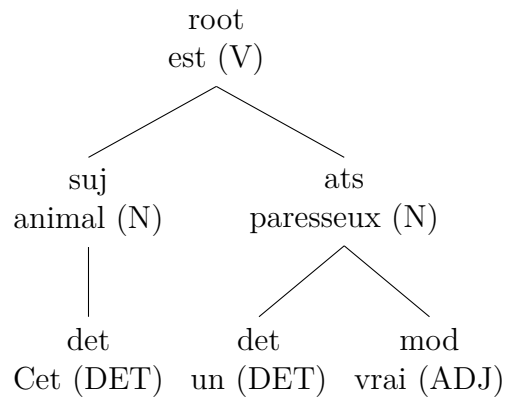 root
est (V)
suj ats
animal (N) paresseux (N)
det det mod
Cet (DET) un (DET) vrai (ADJ)